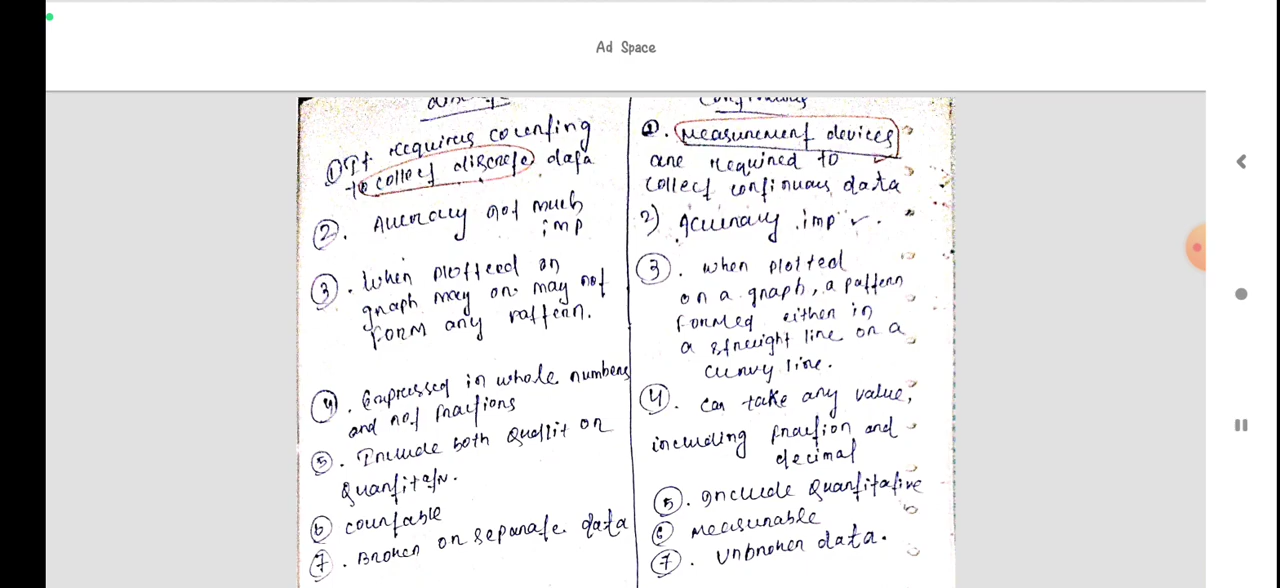 Ad Space
Continuous
① It requires counting
to collect discrete data
②. Accuracy not much
imp
③. When plotteed on
graph may or may not
form any pattern.
④. Expressed in whole numbers
and not fractions
⑤. Include both Quallit or
Quantitatv.
⑥ countable
⑦. Broken or separate data
①. Measurement devices
are required to
collect continuous data
2) Accuracy imp ✓.
③. when plotted
on a graph, a pattern
formed either in
a straight line or a
curvy line.
④. Can take any value,
including fraction and
decimal
⑤. Include Quantitative
⑥ Measurable
⑦. Unbroken data.